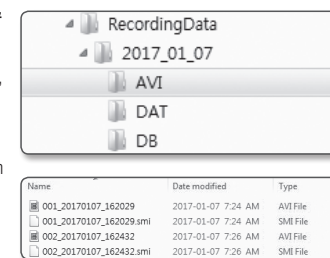 RecordingData
2017_01_07
AVI
DAT
DB
Name Date modified Type
001_20170107_162029 2017-01-07 7:24 AM AVI File
001_20170107_162029.smi 2017-01-07 7:24 AM SMI File
002_20170107_162432 2017-01-07 7:26 AM AVI File
002_20170107_162432.smi 2017-01-07 7:26 AM SMI File